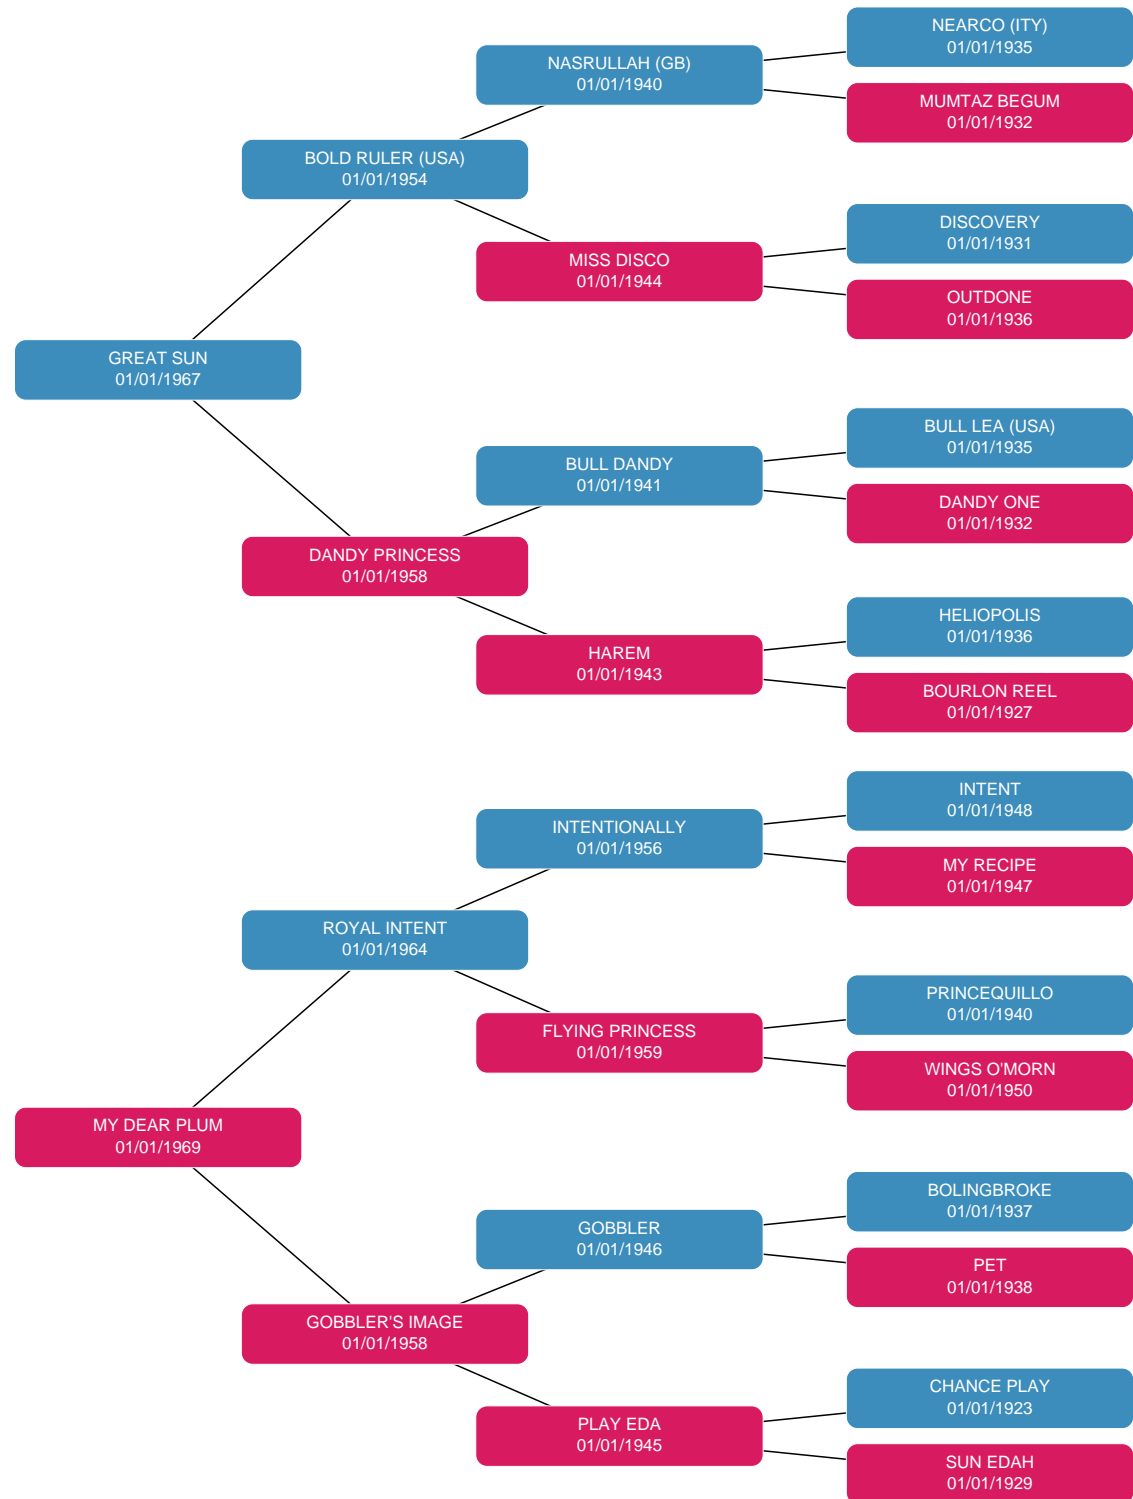 NEARCO (ITY)
01/01/1935
NASRULLAH (GB)
01/01/1940
MUMTAZ BEGUM
01/01/1932
BOLD RULER (USA)
01/01/1954
DISCOVERY
01/01/1931
MISS DISCO
01/01/1944
OUTDONE
01/01/1936
GREAT SUN
01/01/1967
BULL LEA (USA)
01/01/1935
BULL DANDY
01/01/1941
DANDY ONE
01/01/1932
DANDY PRINCESS
01/01/1958
HELIOPOLIS
01/01/1936
HAREM
01/01/1943
BOURLON REEL
01/01/1927
INTENT
01/01/1948
INTENTIONALLY
01/01/1956
MY RECIPE
01/01/1947
ROYAL INTENT
01/01/1964
PRINCEQUILLO
01/01/1940
FLYING PRINCESS
01/01/1959
WINGS O'MORN
01/01/1950
MY DEAR PLUM
01/01/1969
BOLINGBROKE
01/01/1937
GOBBLER
01/01/1946
PET
01/01/1938
GOBBLER'S IMAGE
01/01/1958
CHANCE PLAY
01/01/1923
PLAY EDA
01/01/1945
SUN EDAH
01/01/1929